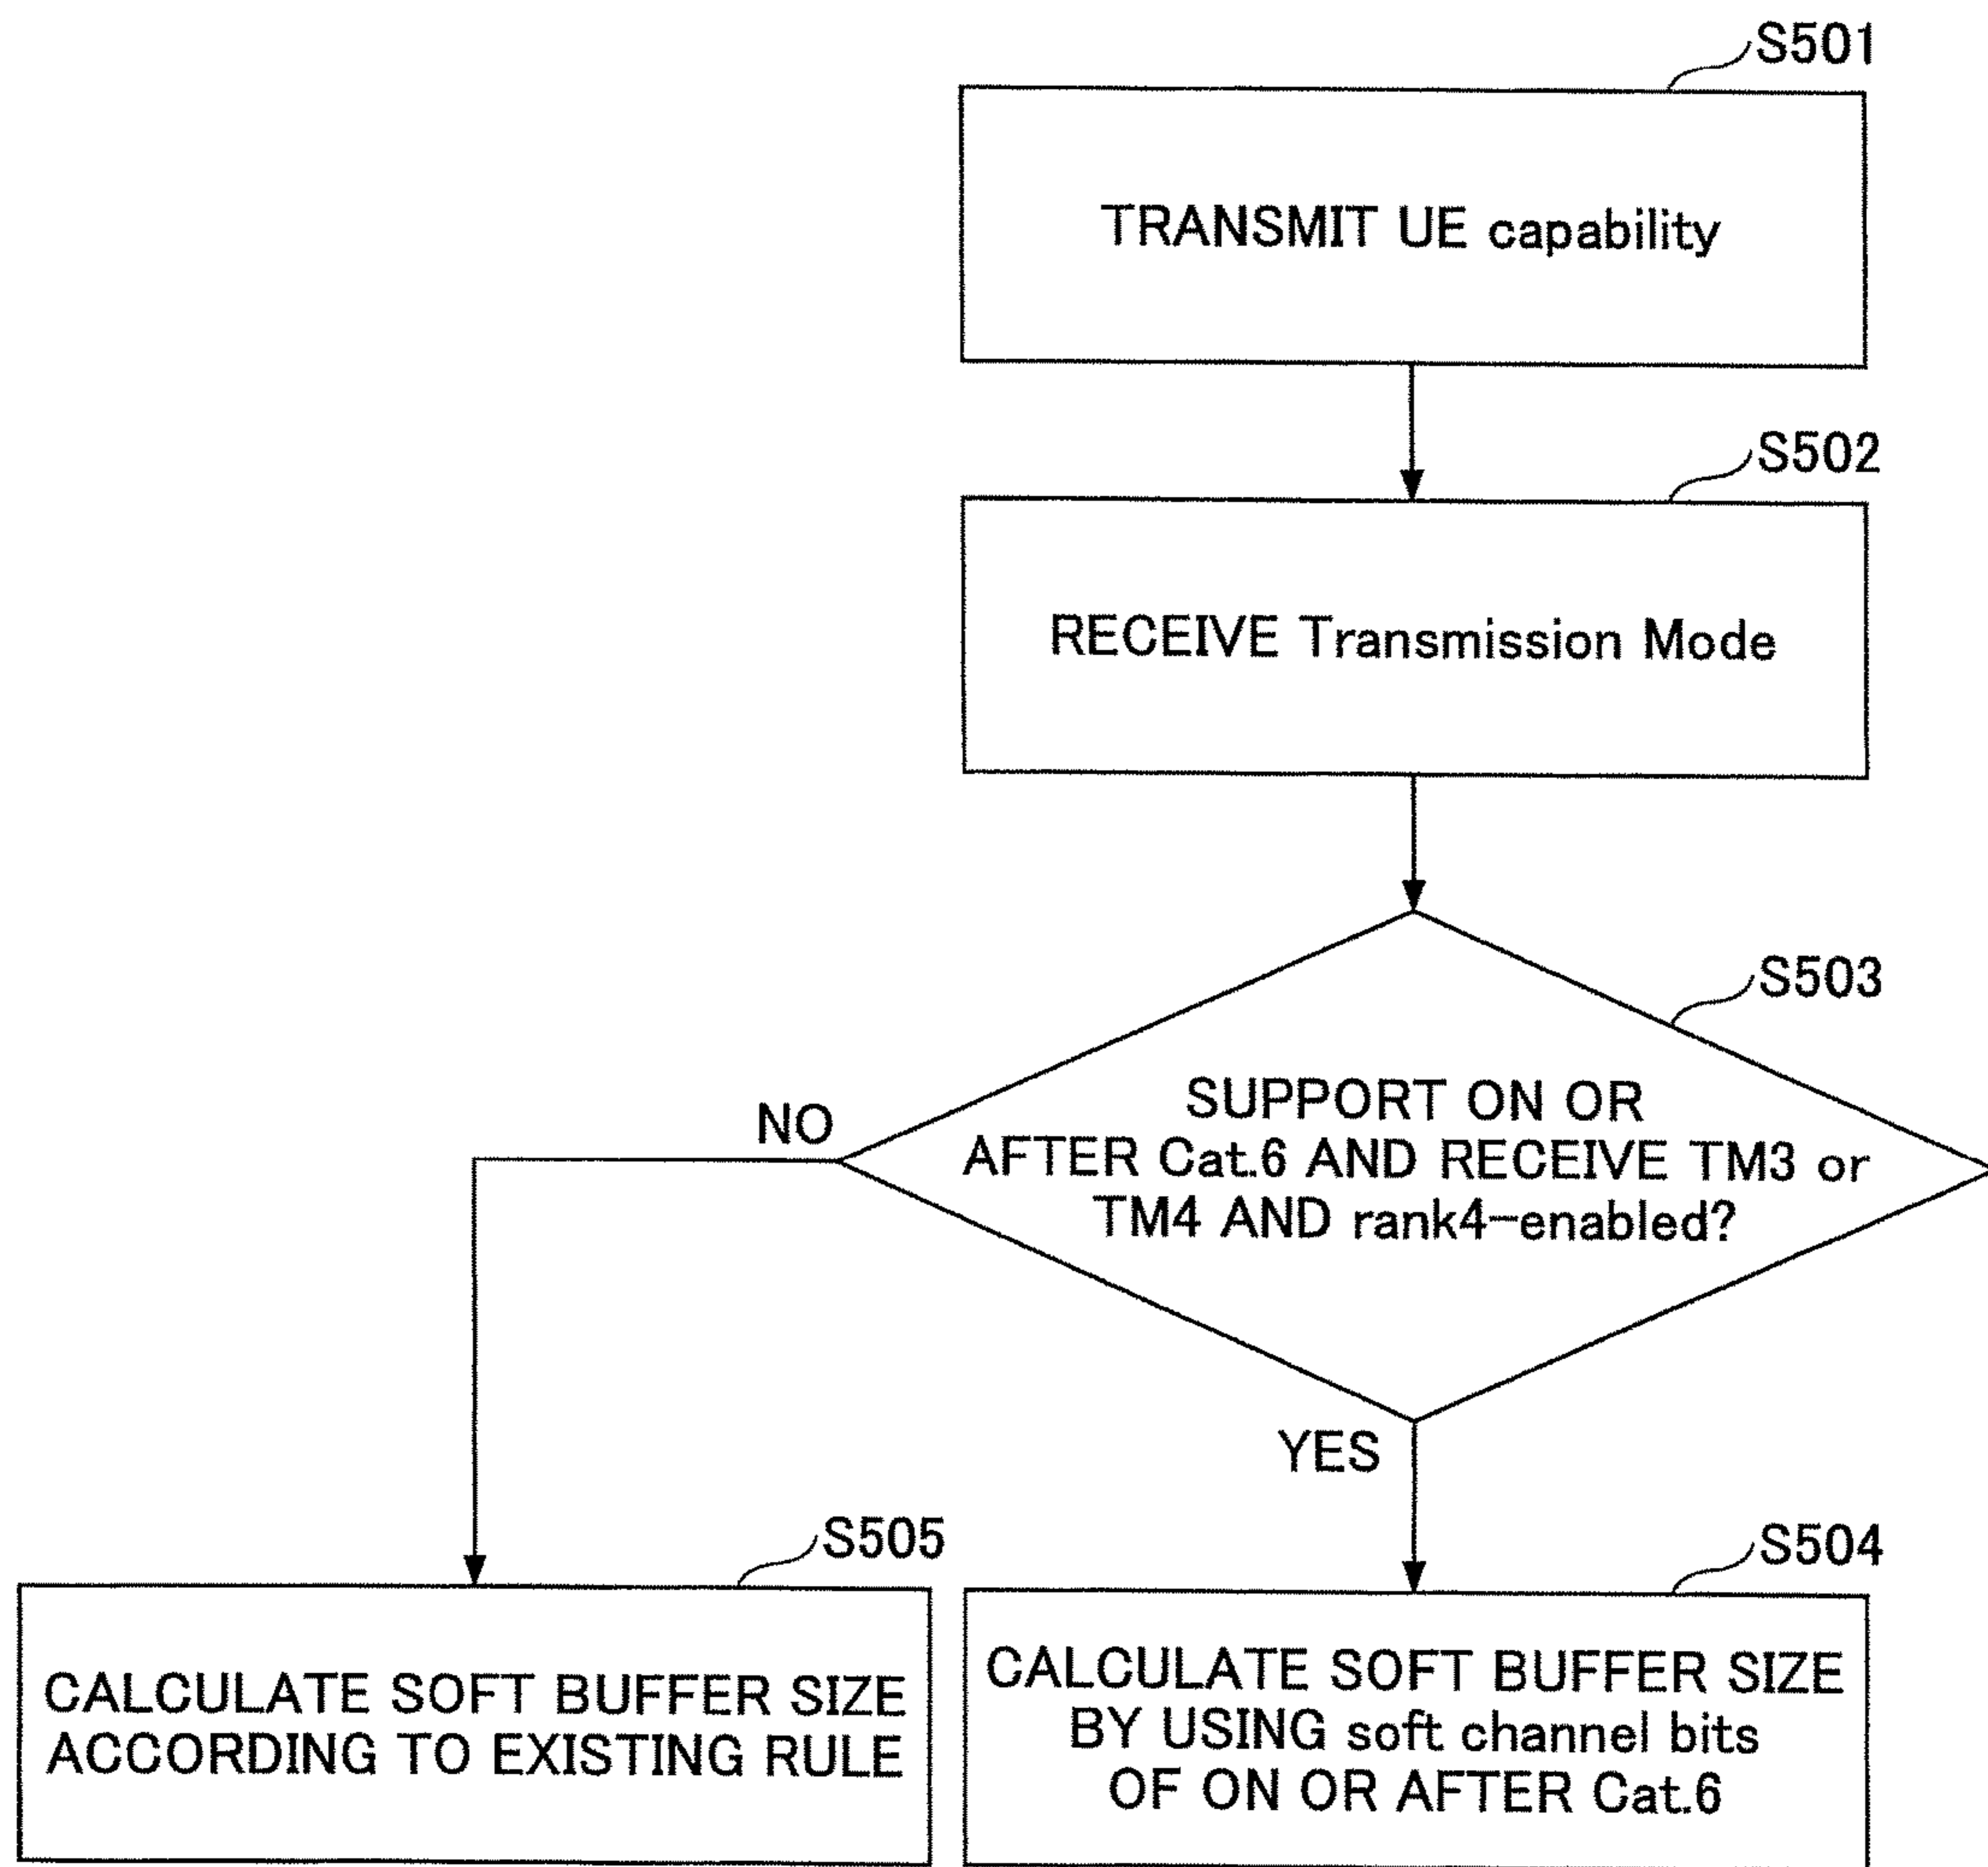 S501
TRANSMIT UE capability
S502
RECEIVE Transmission Mode
S503
SUPPORT ON OR
AFTER Cat.6 AND RECEIVE TM3 or
TM4 AND rank4-enabled?
NO
YES
S505
CALCULATE SOFT BUFFER SIZE
ACCORDING TO EXISTING RULE
S504
CALCULATE SOFT BUFFER SIZE
BY USING soft channel bits
OF ON OR AFTER Cat.6